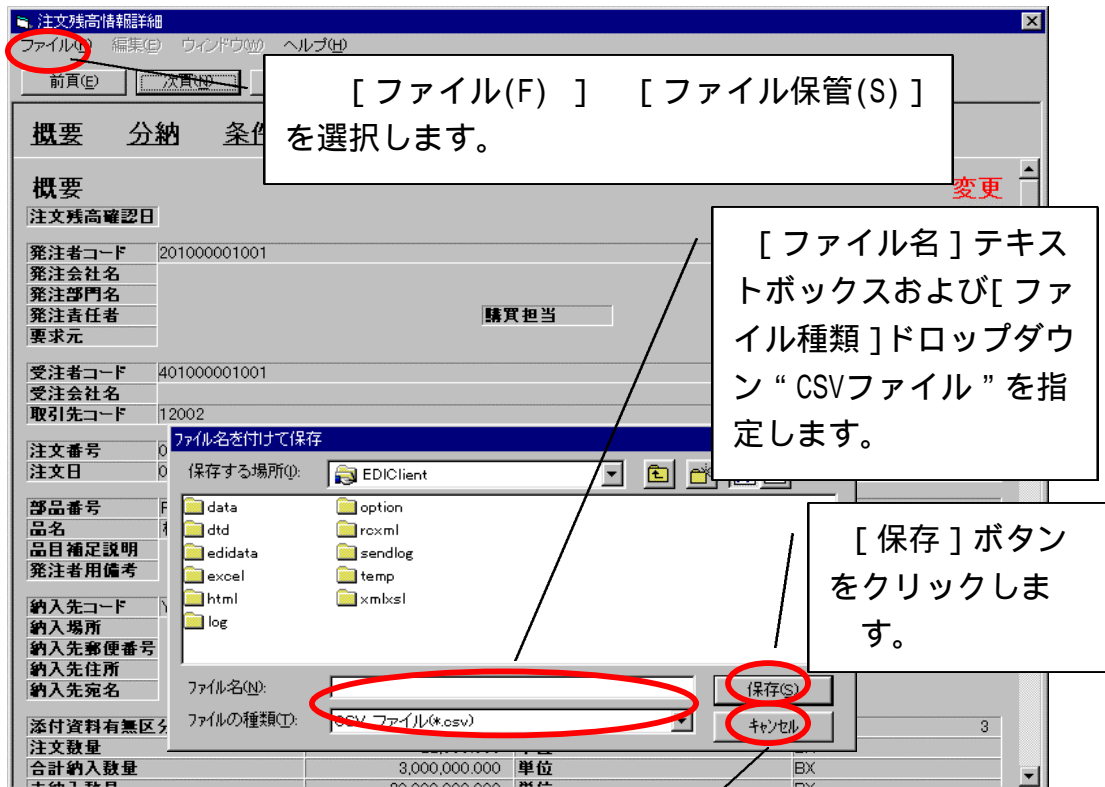 注文残高情報詳細
編集(E) ウィンドウ(W) ヘルプ(H)
前頁(E) 次頁(N)
[ファイル(F) ] [ファイル保管(S)]
を選択します。
概要 分納
概要 変更
注文残高確認日
[ファイル名]テキス
トボックスおよび[ファ
イル種類]ドロップダウ
ン“CSVファイル”を指
定します。
発注者コード 201000001001
発注会社名
発注部門名
発注責任者 購買担当
要求元
受注者コード 401000001001
受注会社名
取引先コード 12002
注文番号
注文日
ファイル名を付けて保存
保存する場所(I): EDIClient
data option
dtd rcxml
edidata sendlog
excel temp
html xmlxsl
log
部品番号
品名
品目補足説明
発注者用備考
[保存]ボタン
をクリックしま
す。
納入先コード
納入場所
納入先郵便番号
納入先住所
納入先宛名
ファイル名(N): 保存(S)
ファイルの種類(T): CSV ファイル(*.csv) キャンセル
添付資料有無区分 3
注文数量
合計納入数量 3,000,000.000 単位 BX